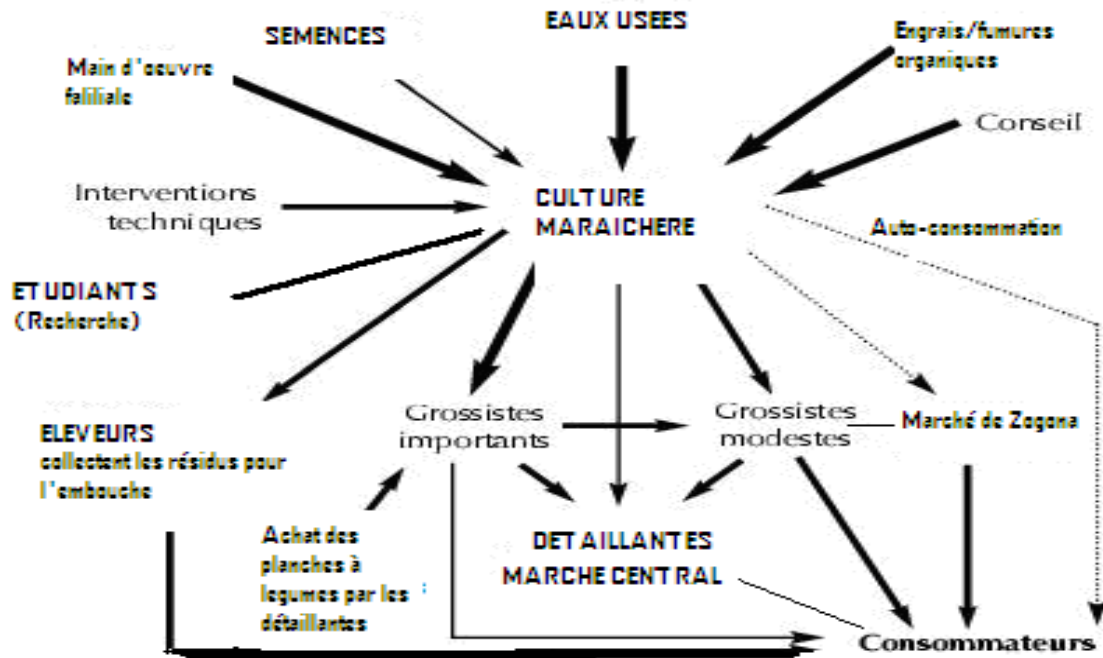 EAUX USEES
SEMENCES
Engrais/fumures
organiques
Main d'oeuvre
faliliale
Conseil
Interventions
techniques
CULTURE
MARAICHERE
Auto-consommation
ETUDIANTS
(Recherche)
Grossistes
importants
Grossistes
modestes
Marché de Zogona
ELEVEURS
collectent les résidus pour
l'embouche
Achat des
planches à
legumes par les :
détaillantes
DETAILLANTES
MARCHE CENTRAL
Consommateurs